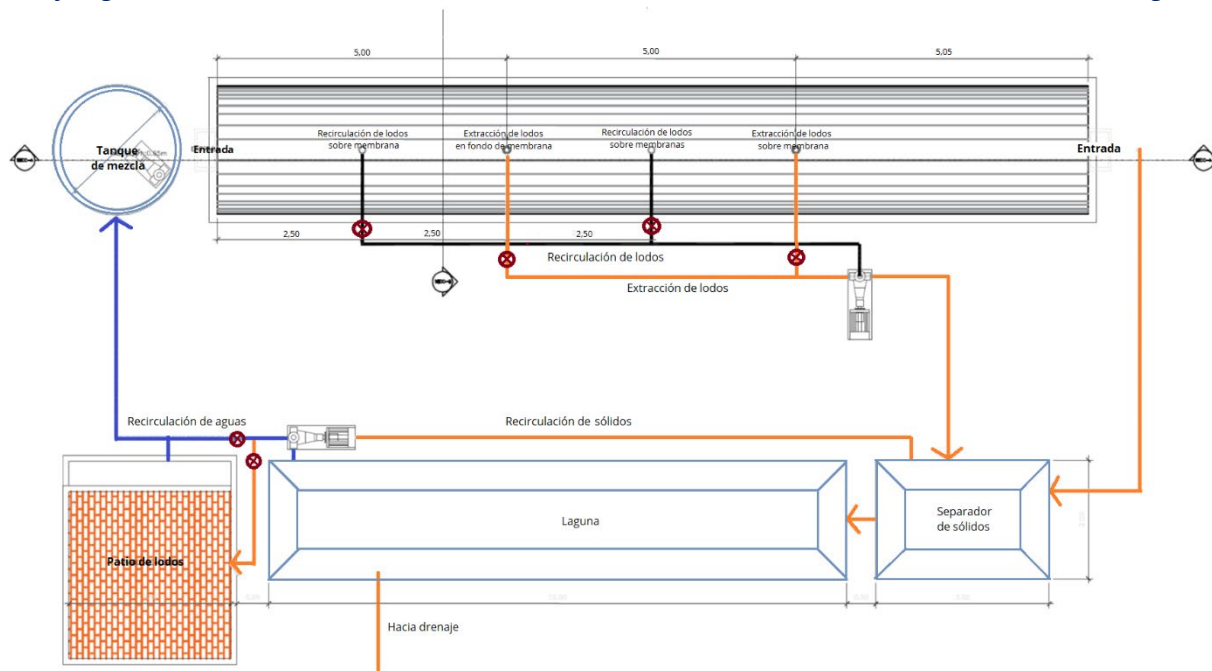 5,00
5,00
5,05
Tanque
de mezcla
Entrada
Recirculación de lodos
sobre membrana
Extracción de lodos
en fondo de membrana
Recirculación de lodos
sobre membranas
Extracción de lodos
sobre membrana
Entrada
2,50
2,50
2,50
Recirculación de lodos
Extracción de lodos
Recirculación de aguas
Recirculación de sólidos
Laguna
Separador
de sólidos
Patio de lodos
Hacia drenaje